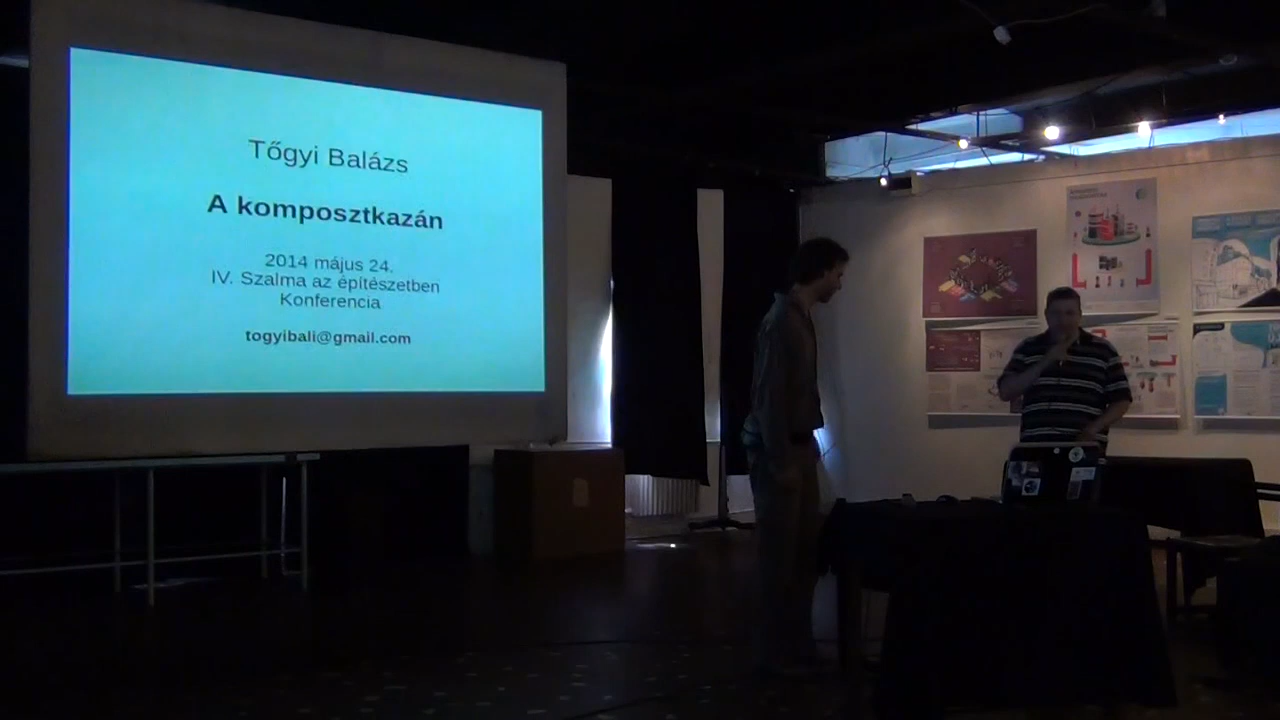 Tőgyi Balázs
A komposztkazán
2014 május 24.
IV. Szalma az építészetben
Konferencia
togyibali@gmail.com